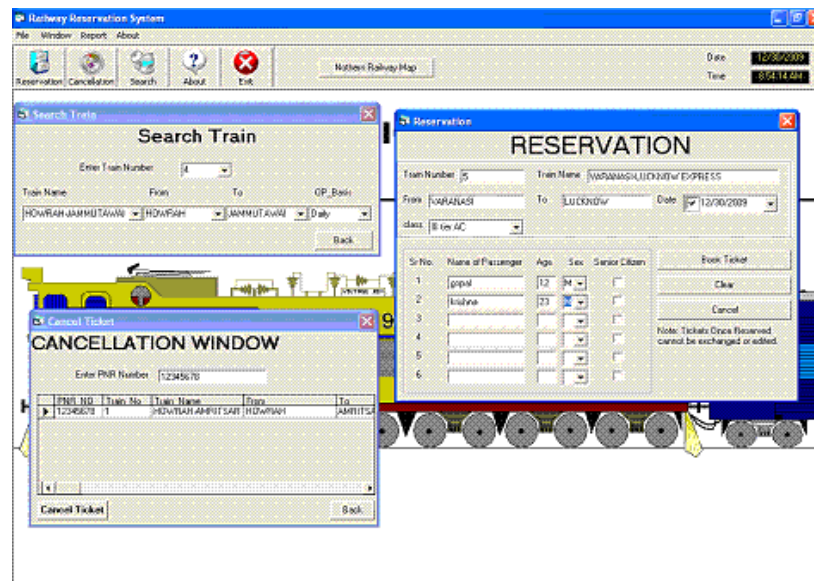 Railway Reservation System
File Window Report About
Reservation Cancellation Search About Exit
Nothern Railway Map
Date 12/30/2009
Time 8:54:14 AM
Search Train
Search Train
Enter Train Number 4
Train Name From To OP_Basis
HOWRAH-JAMMUTAWAI HOWRAH JAMMUTAWAI Daily
Back
Reservation
RESERVATION
Train Number 5 Train Name VARANASI-LUCKNOW EXPRESS
From VARANASI To LUCKNOW Date 12/30/2009
class III tier AC
Sr No. Name of Passenger Age Sex Senior Citizen
1 gopal 12 M
2 krishna 23 M
3
4
5
6
Book Ticket
Clear
Cancel
Note: Tickets Once Reserved
cannot be exchanged or edited.
Cancel Ticket
CANCELLATION WINDOW
Enter PNR Number 12345678
PNR_NO Train No Train Name From To
12345678 1 HOWRAH-AMRITSAR HOWRAH AMRITSA
Cancel Ticket
Back